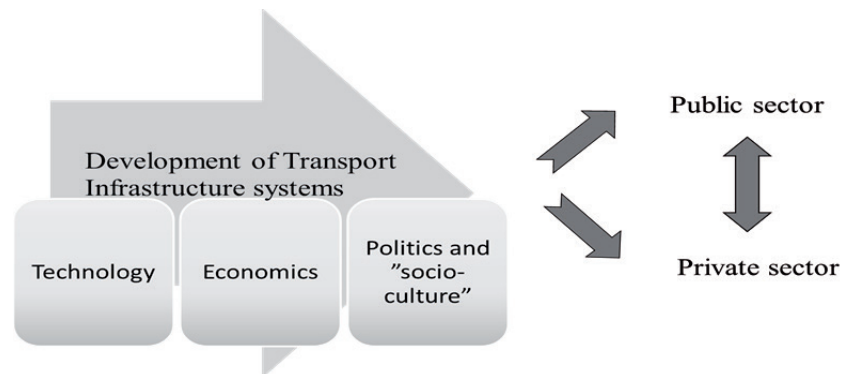 Development of Transport
Infrastructure systems
Technology
Economics
Politics and
”socio-
culture”
Public sector
Private sector